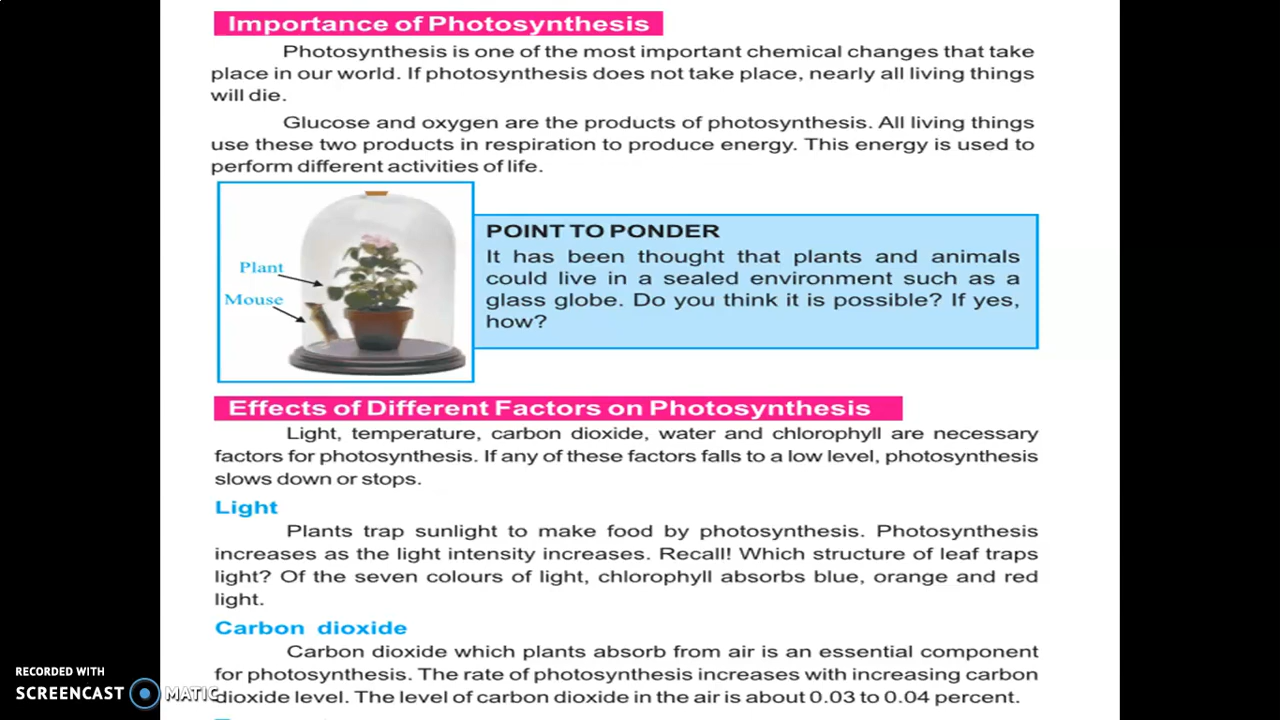 Importance of Photosynthesis
Photosynthesis is one of the most important chemical changes that take
place in our world. If photosynthesis does not take place, nearly all living things
will die.
Glucose and oxygen are the products of photosynthesis. All living things
use these two products in respiration to produce energy. This energy is used to
perform different activities of life.
Plant
Mouse
POINT TO PONDER
It has been thought that plants and animals
could live in a sealed environment such as a
glass globe. Do you think it is possible? If yes,
how?
Effects of Different Factors on Photosynthesis
Light, temperature, carbon dioxide, water and chlorophyll are necessary
factors for photosynthesis. If any of these factors falls to a low level, photosynthesis
slows down or stops.
Light
Plants trap sunlight to make food by photosynthesis. Photosynthesis
increases as the light intensity increases. Recall! Which structure of leaf traps
light? Of the seven colours of light, chlorophyll absorbs blue, orange and red
light.
Carbon dioxide
Carbon dioxide which plants absorb from air is an essential component
for photosynthesis. The rate of photosynthesis increases with increasing carbon
dioxide level. The level of carbon dioxide in the air is about 0.03 to 0.04 percent.
RECORDED WITH
SCREENCAST MATIC